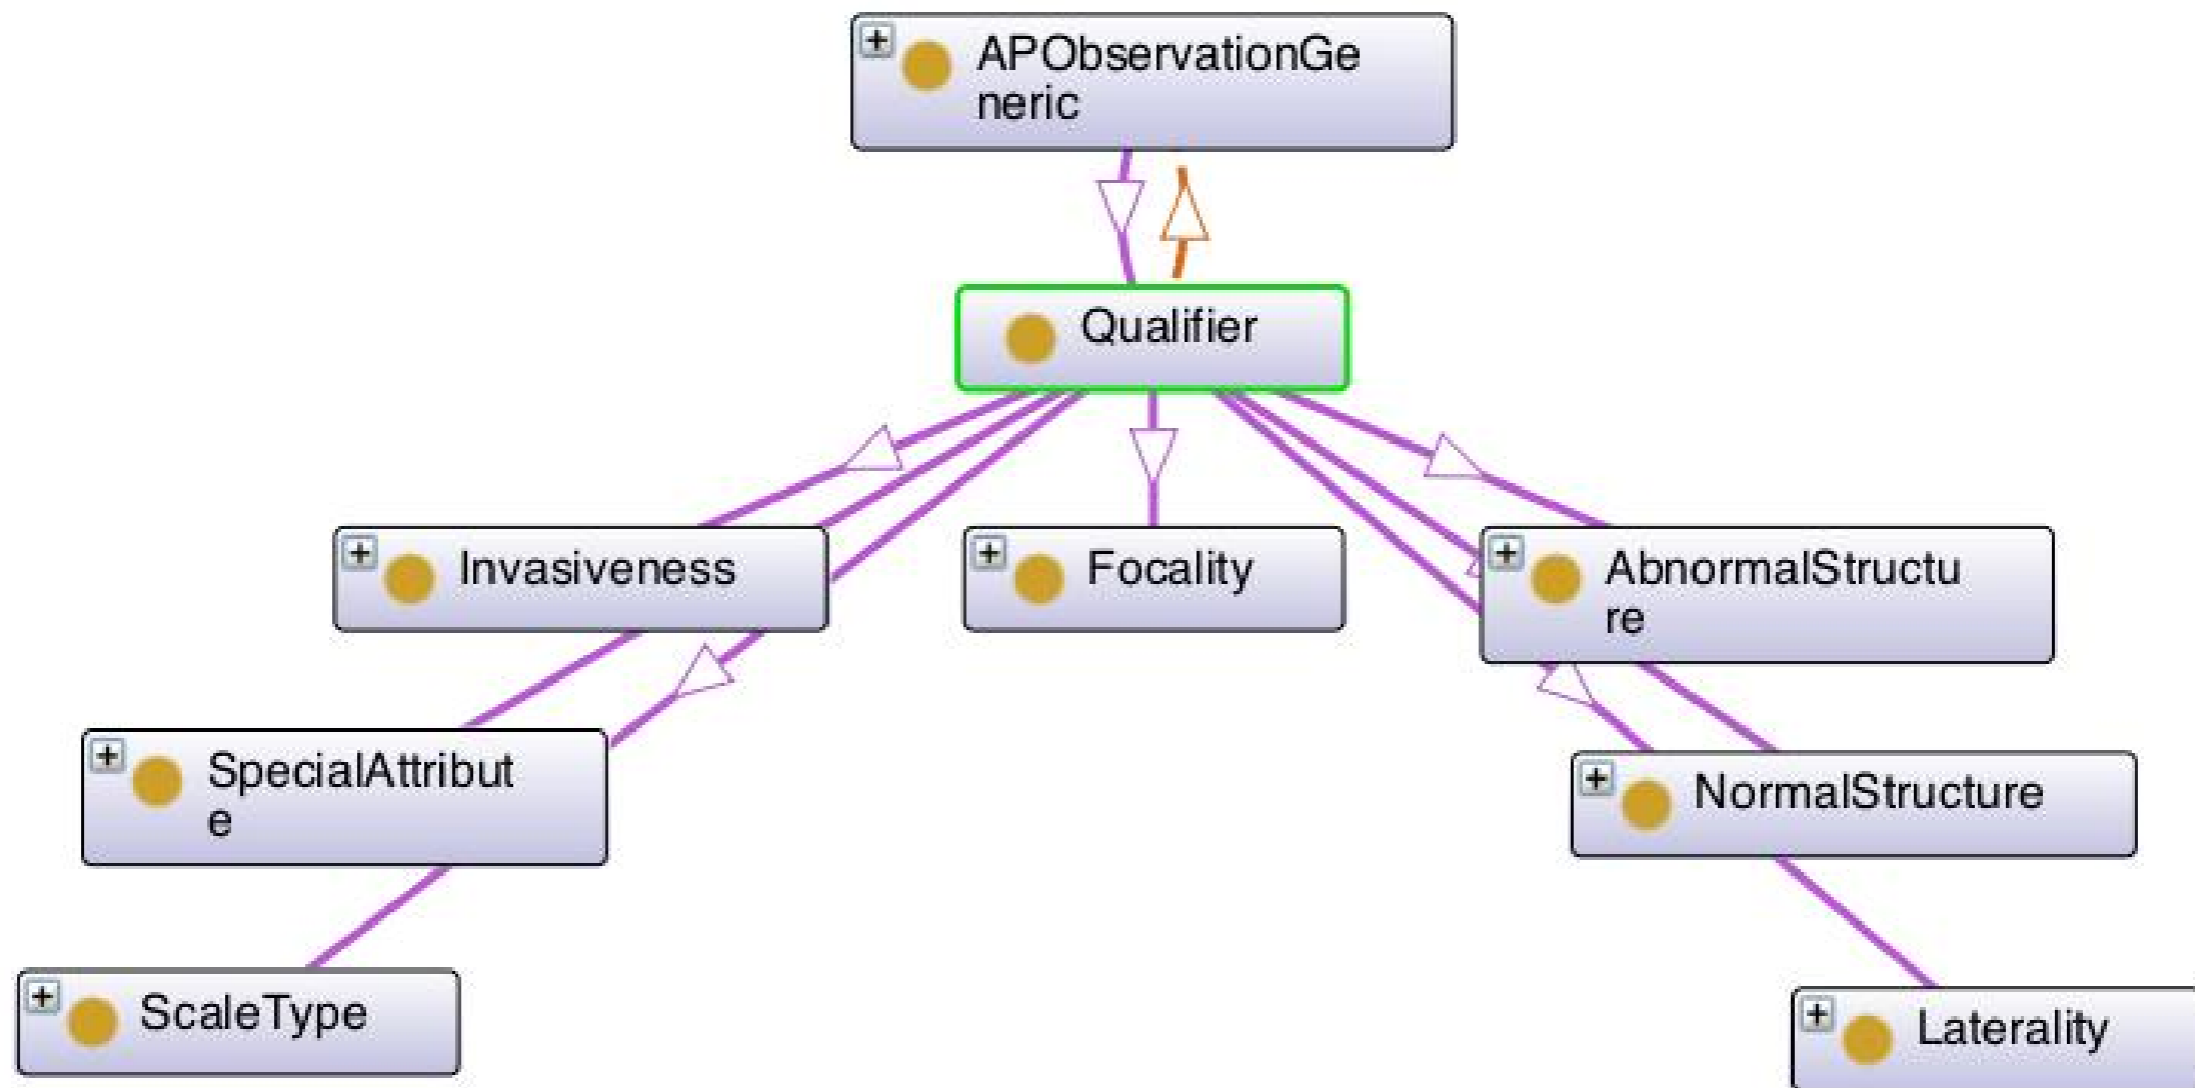 APObservationGe
neric
Qualifier
Invasiveness
Focality
AbnormalStructu
re
SpecialAttribut
e
NormalStructure
ScaleType
Laterality